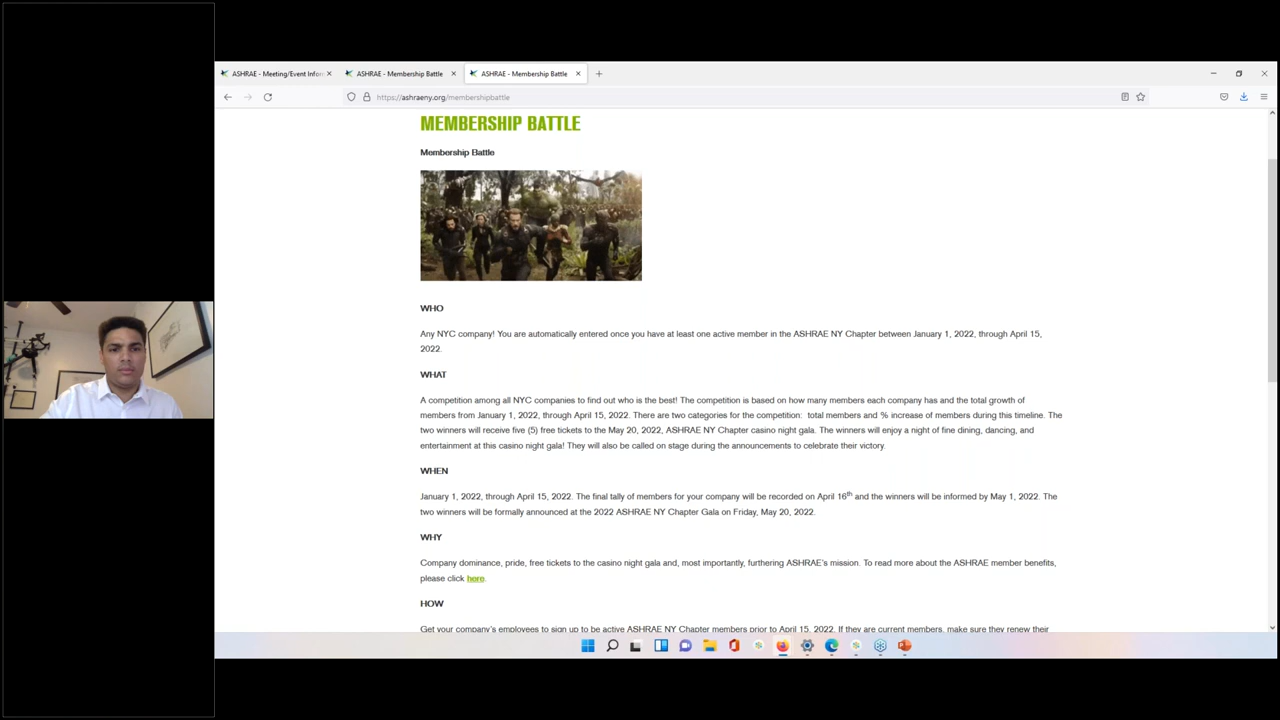 ASHRAE - Meeting/Event Infor
ASHRAE - Membership Battle
ASHRAE - Membership Battle
https://ashraeny.org/membershipbattle
MEMBERSHIP BATTLE
Membership Battle
WHO
Any NYC company! You are automatically entered once you have at least one active member in the ASHRAE NY Chapter between January 1, 2022, through April 15,
2022.
WHAT
A competition among all NYC companies to find out who is the best! The competition is based on how many members each company has and the total growth of
members from January 1, 2022, through April 15, 2022. There are two categories for the competition: total members and % increase of members during this timeline. The
two winners will receive five (5) free tickets to the May 20, 2022, ASHRAE NY Chapter casino night gala. The winners will enjoy a night of fine dining, dancing, and
entertainment at this casino night gala! They will also be called on stage during the announcements to celebrate their victory.
WHEN
January 1, 2022, through April 15, 2022. The final tally of members for your company will be recorded on April 16th and the winners will be informed by May 1, 2022. The
two winners will be formally announced at the 2022 ASHRAE NY Chapter Gala on Friday, May 20, 2022.
WHY
Company dominance, pride, free tickets to the casino night gala and, most importantly, furthering ASHRAE's mission. To read more about the ASHRAE member benefits,
please click here.
HOW
Get your company's employees to sign up to be active ASHRAE NY Chapter members prior to April 15, 2022. If they are current members, make sure they renew their